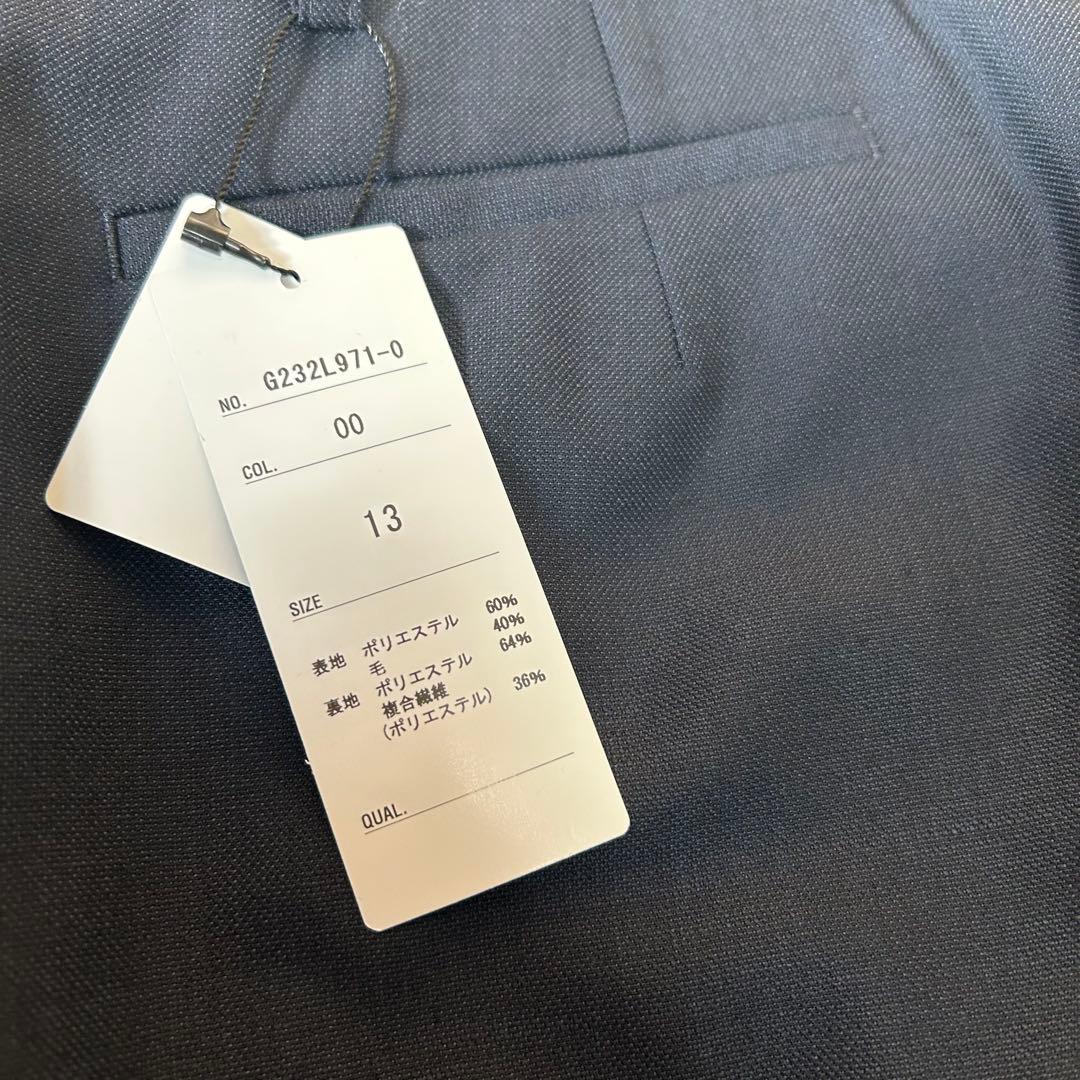 NO. G232L971-0
COL. 00
13
SIZE
表地 ポリエステル 60%
毛 40%
裏地 ポリエステル 64%
複合繊維 36%
(ポリエステル)
QUAL.